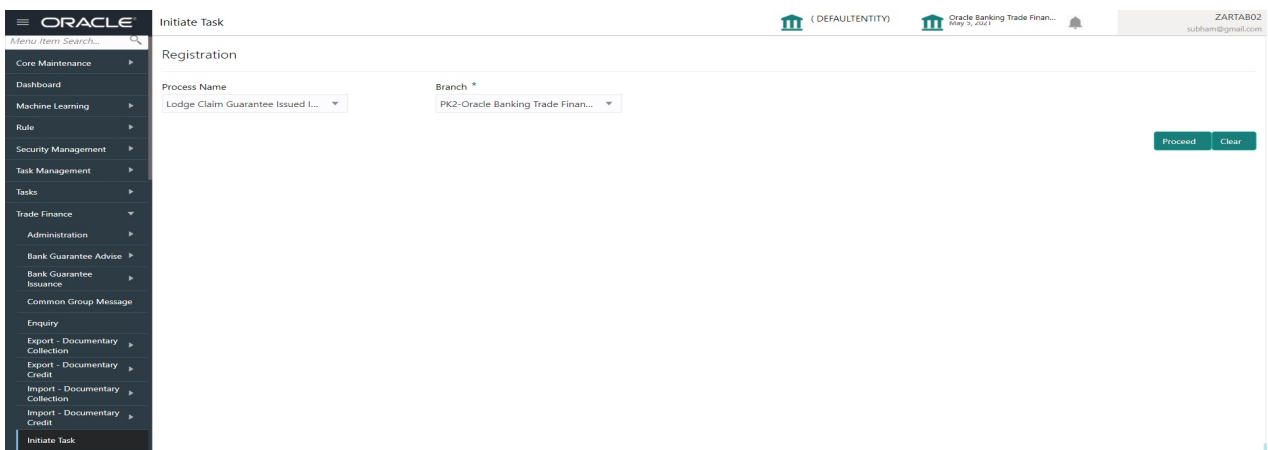 ORACLE
Initiate Task
( DEFAULTENTITY)
Oracle Banking Trade Finan...
May 5, 2021
ZARTAB02
subham@gmail.com
Menu Item Search...
Core Maintenance
Dashboard
Machine Learning
Rule
Security Management
Task Management
Tasks
Trade Finance
Administration
Bank Guarantee Advise
Bank Guarantee
Issuance
Common Group Message
Enquiry
Export - Documentary
Collection
Export - Documentary
Credit
Import - Documentary
Collection
Import - Documentary
Credit
Initiate Task
Registration
Process Name
Branch *
Lodge Claim Guarantee Issued I...
PK2-Oracle Banking Trade Finan...
Proceed
Clear